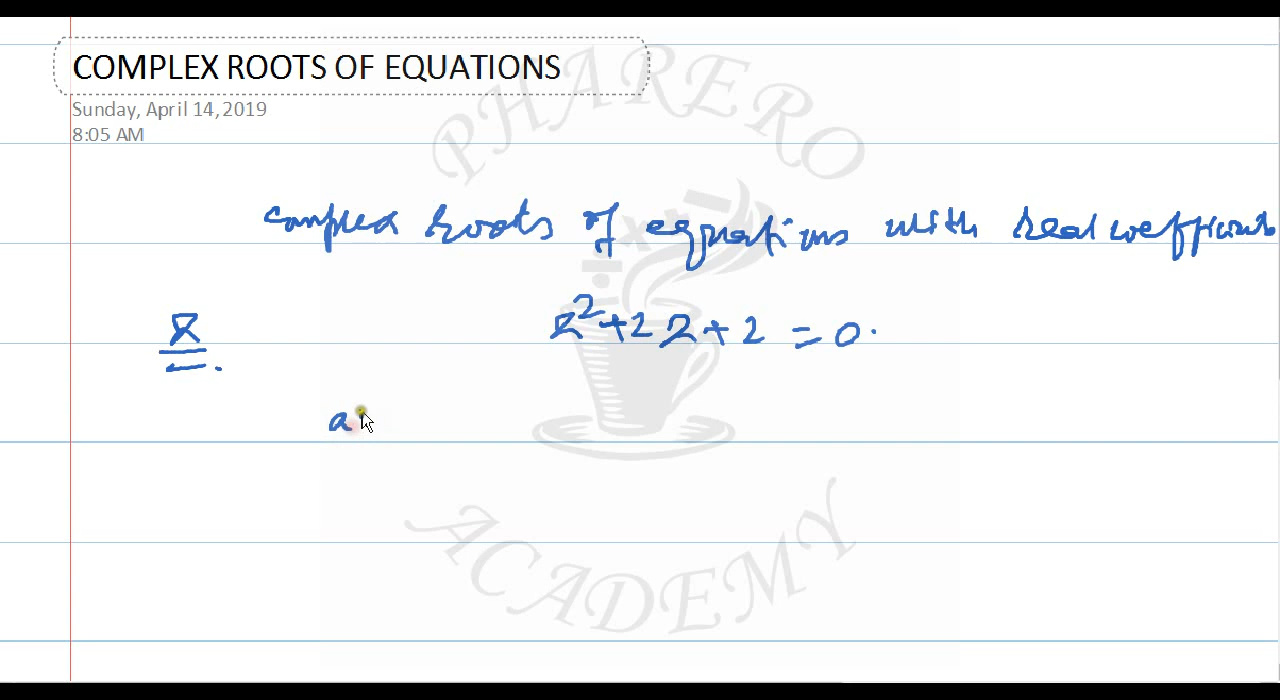 COMPLEX ROOTS OF EQUATIONS
Sunday, April 14, 2019
8:05 AM
PHARERO
complex roots of equations with real coefficients
z² + 2z + 2 = 0.
a
ACADEMY